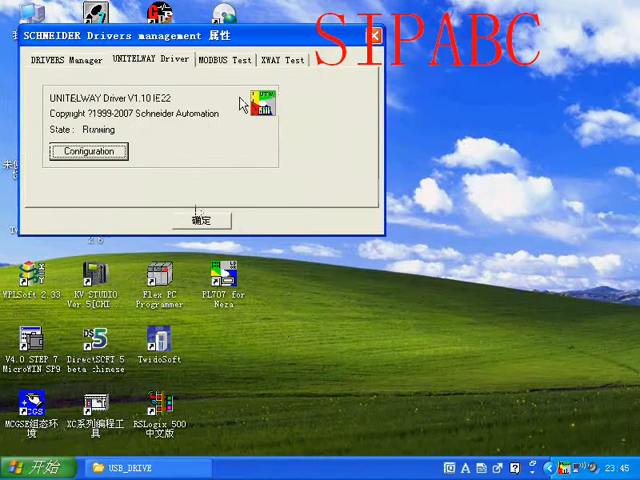 SIPABC
SCHNEIDER Drivers management 属性
DRIVERS Manager
UNITELWAY Driver
MODBUS Test
XWAY Test
UNITELWAY Driver V1.10 IE22
Copyright ?1999-2007 Schneider Automation
State : Running
Configuration
确定
WPLSoft 2.33
KV STUDIO
Ver.5[CHI
Flex PC
Programmer
PL707 for
Neza
V4.0 STEP 7
MicroWIN SP9
DirectSOFT 5
beta chinese
TwidoSoft
MCGSE组态环
境
XC系列编程工
具
RSLogix 500
中文版
开始
USB_DRIVE
23:45